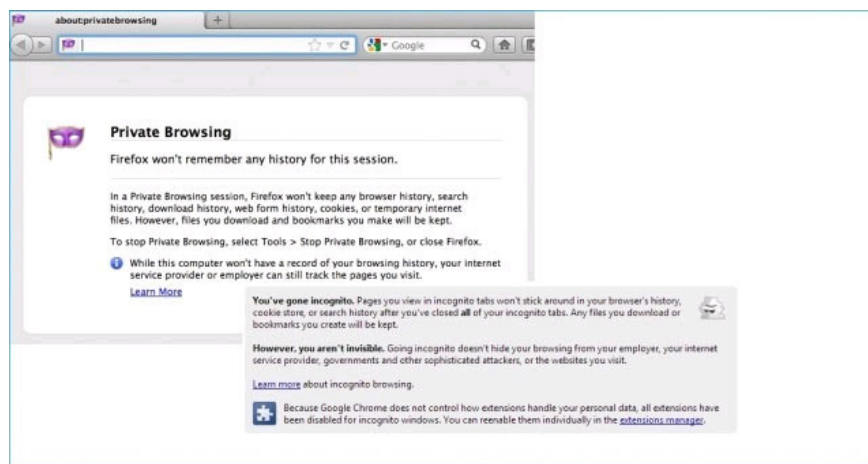 about:privatebrowsing
Google
Private Browsing
Firefox won't remember any history for this session.
In a Private Browsing session, Firefox won't keep any browser history, search
history, download history, web form history, cookies, or temporary internet
files. However, files you download and bookmarks you make will be kept.
To stop Private Browsing, select Tools > Stop Private Browsing, or close Firefox.
While this computer won't have a record of your browsing history, your internet
service provider or employer can still track the pages you visit.
Learn More
You've gone incognito. Pages you view in incognito tabs won't stick around in your browser's history,
cookie store, or search history after you've closed all of your incognito tabs. Any files you download or
bookmarks you create will be kept.
However, you aren't invisible. Going incognito doesn't hide your browsing from your employer, your internet
service provider, governments and other sophisticated attackers, or the websites you visit.
Learn more about incognito browsing.
Because Google Chrome does not control how extensions handle your personal data, all extensions have
been disabled for incognito windows. You can reenable them individually in the extensions manager.